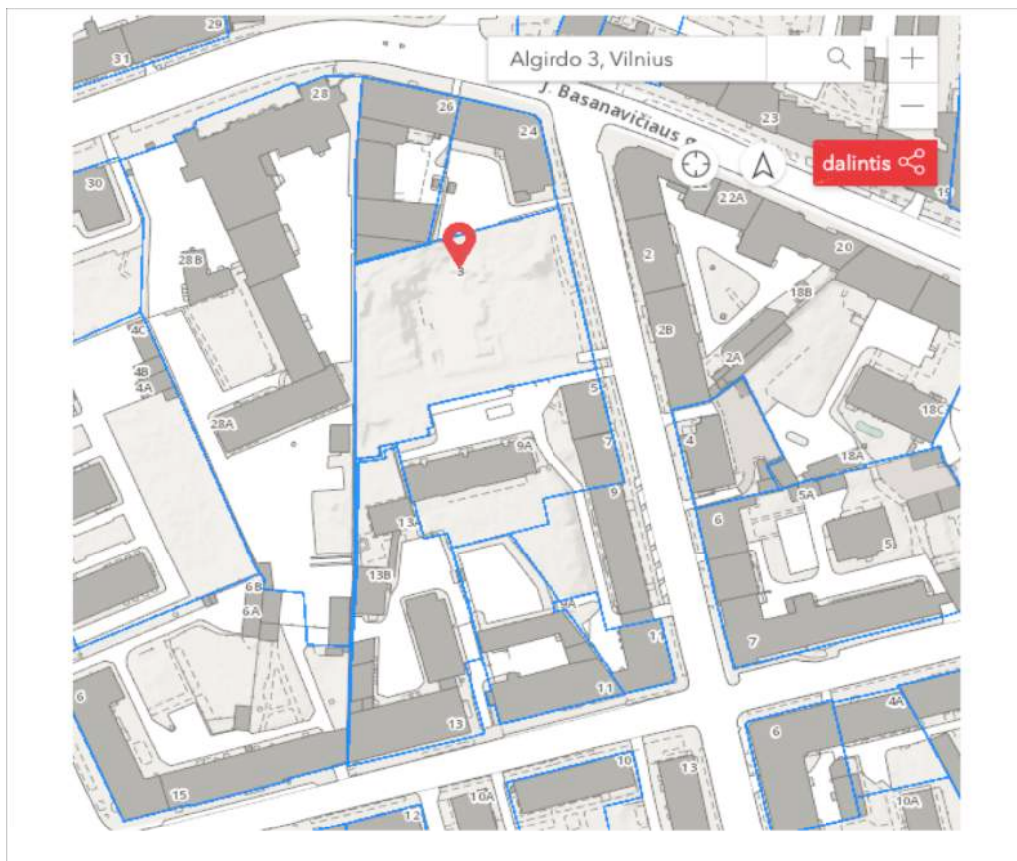 29
31
Algirdo 3, Vilnius
+
J. Basanavičiaus g
23
28
26
24
−
dalintis
30
22A
19
20
2
28B
3
18B
4C
2B
4B
4A
2A
5
18C
28A
4
7
9A
18A
9
5A
13A
6
5
13B
6B
6A
9A
11
7
6
11
4A
13
6
15
10
13
10A
10A
12